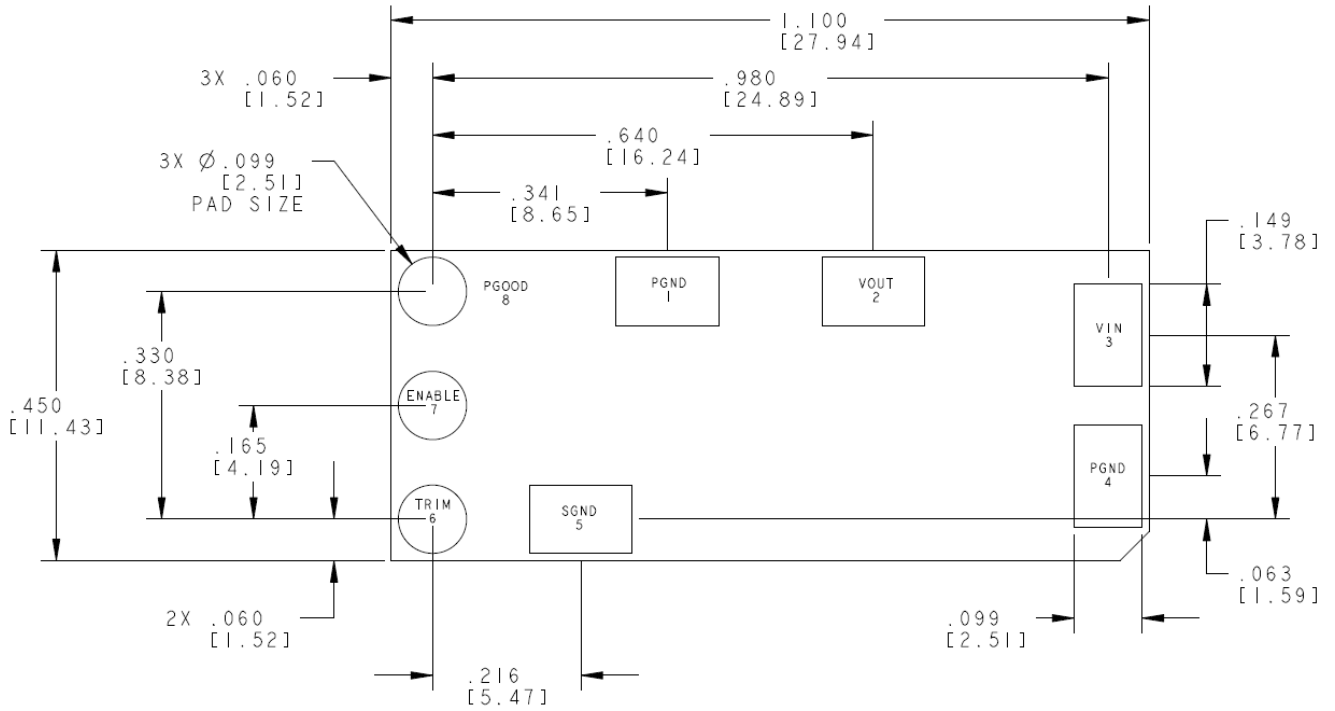 1.100
[27.94]
3X .060
[1.52]
.980
[24.89]
.640
[16.24]
3X Ø.099
[2.51]
PAD SIZE
.341
[8.65]
.149
[3.78]
PGOOD
8
PGND
1
VOUT
2
VIN
3
.330
[8.38]
ENABLE
7
.450
[11.43]
.267
[6.77]
.165
[4.19]
PGND
4
TRIM
6
SGND
5
2X .060
[1.52]
.063
[1.59]
.099
[2.51]
.216
[5.47]